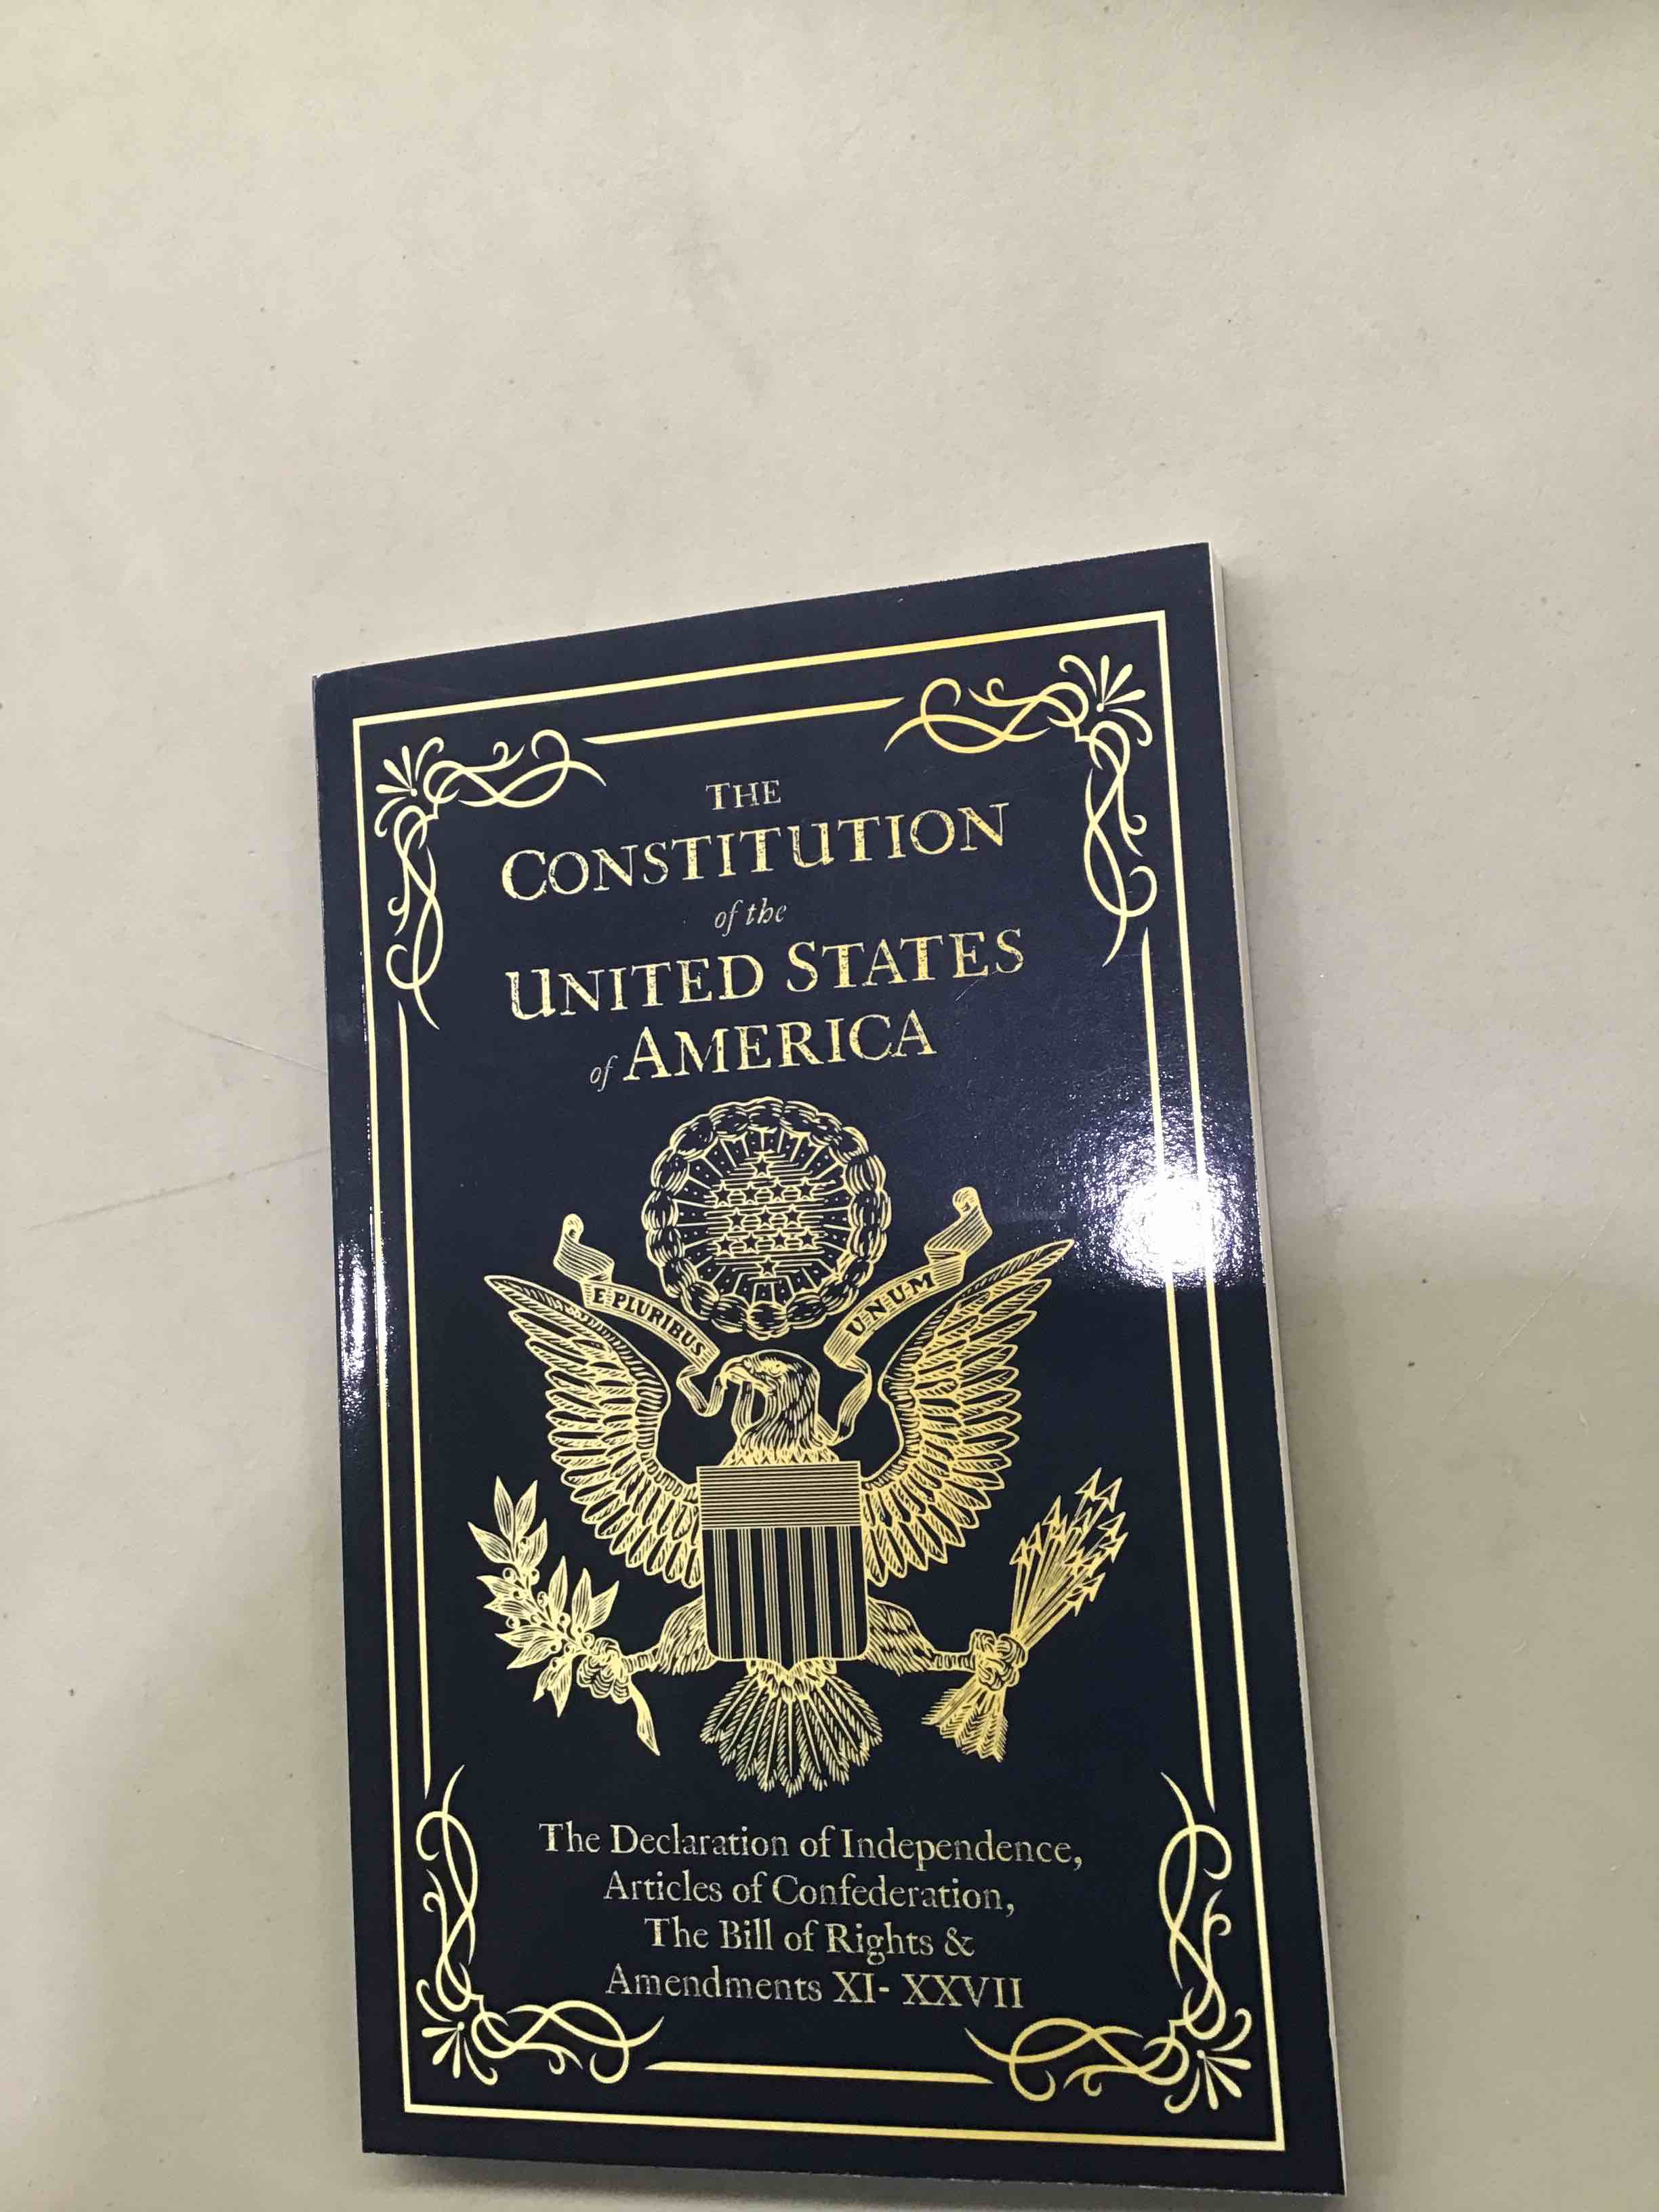 THE
CONSTITUTION
of the
UNITED STATES
of AMERICA
E PLURIBUS
UNUM
The Declaration of Independence,
Articles of Confederation,
The Bill of Rights &
Amendments XI- XXVII